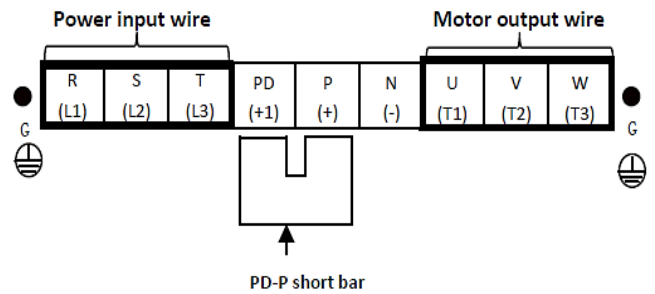 Power input wire Motor output wire
R S T PD P N U V W
(L1) (L2) (L3) (+1) (+) (-) (T1) (T2) (T3)
G G
PD-P short bar